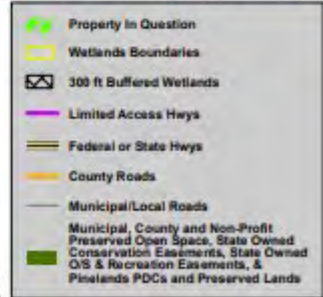 Property In Question
Wetlands Boundaries
300 ft Buffered Wetlands
Limited Access Hwys
Federal or State Hwys
County Roads
Municipal/Local Roads
Municipal, County and Non-Profit
Preserved Open Space, State Owned
Conservation Easements, State Owned
O/S & Recreation Easements, &
Pinelands PDCs and Preserved Lands